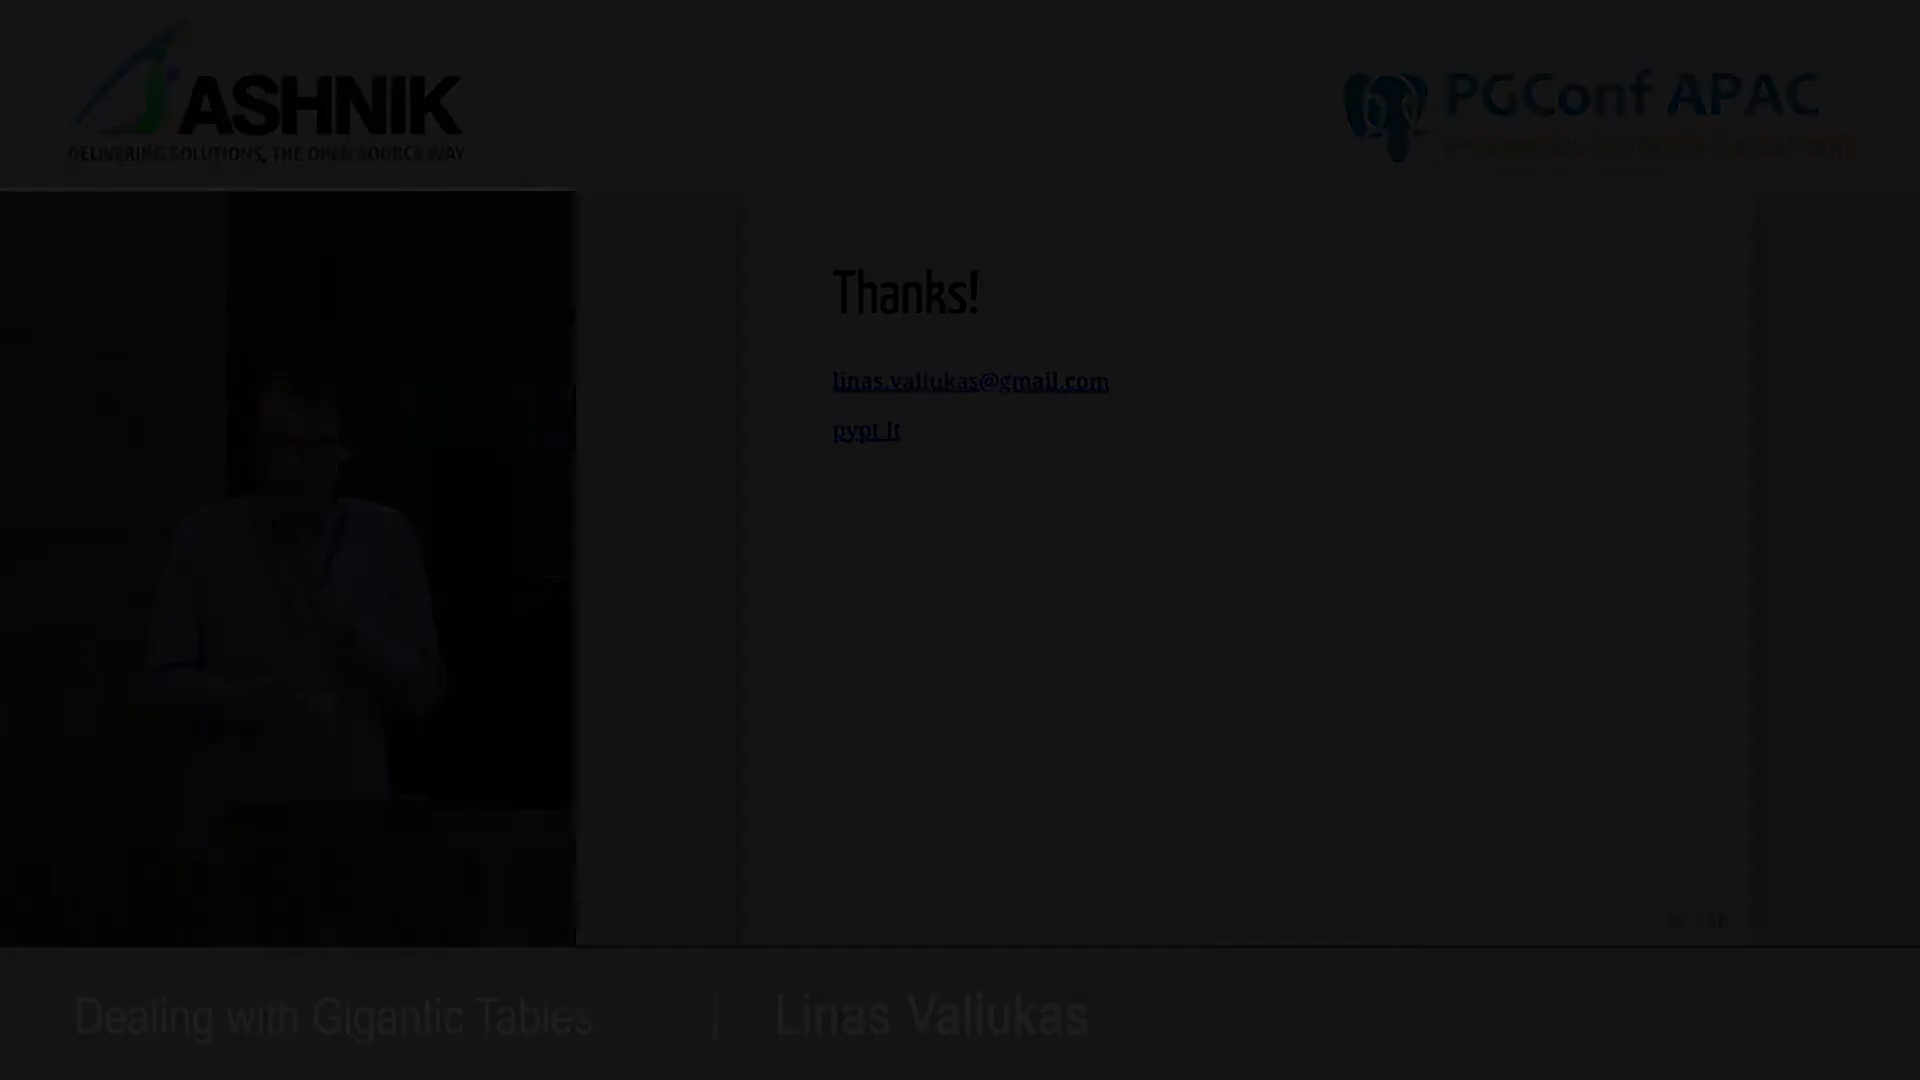 ASHNIK
DELIVERING SOLUTIONS, THE OPEN SOURCE WAY
PGConf APAC
Thanks!
linas.valiukas@gmail.com
pypt.lt
Dealing with Gigantic Tables | Linas Valiukas